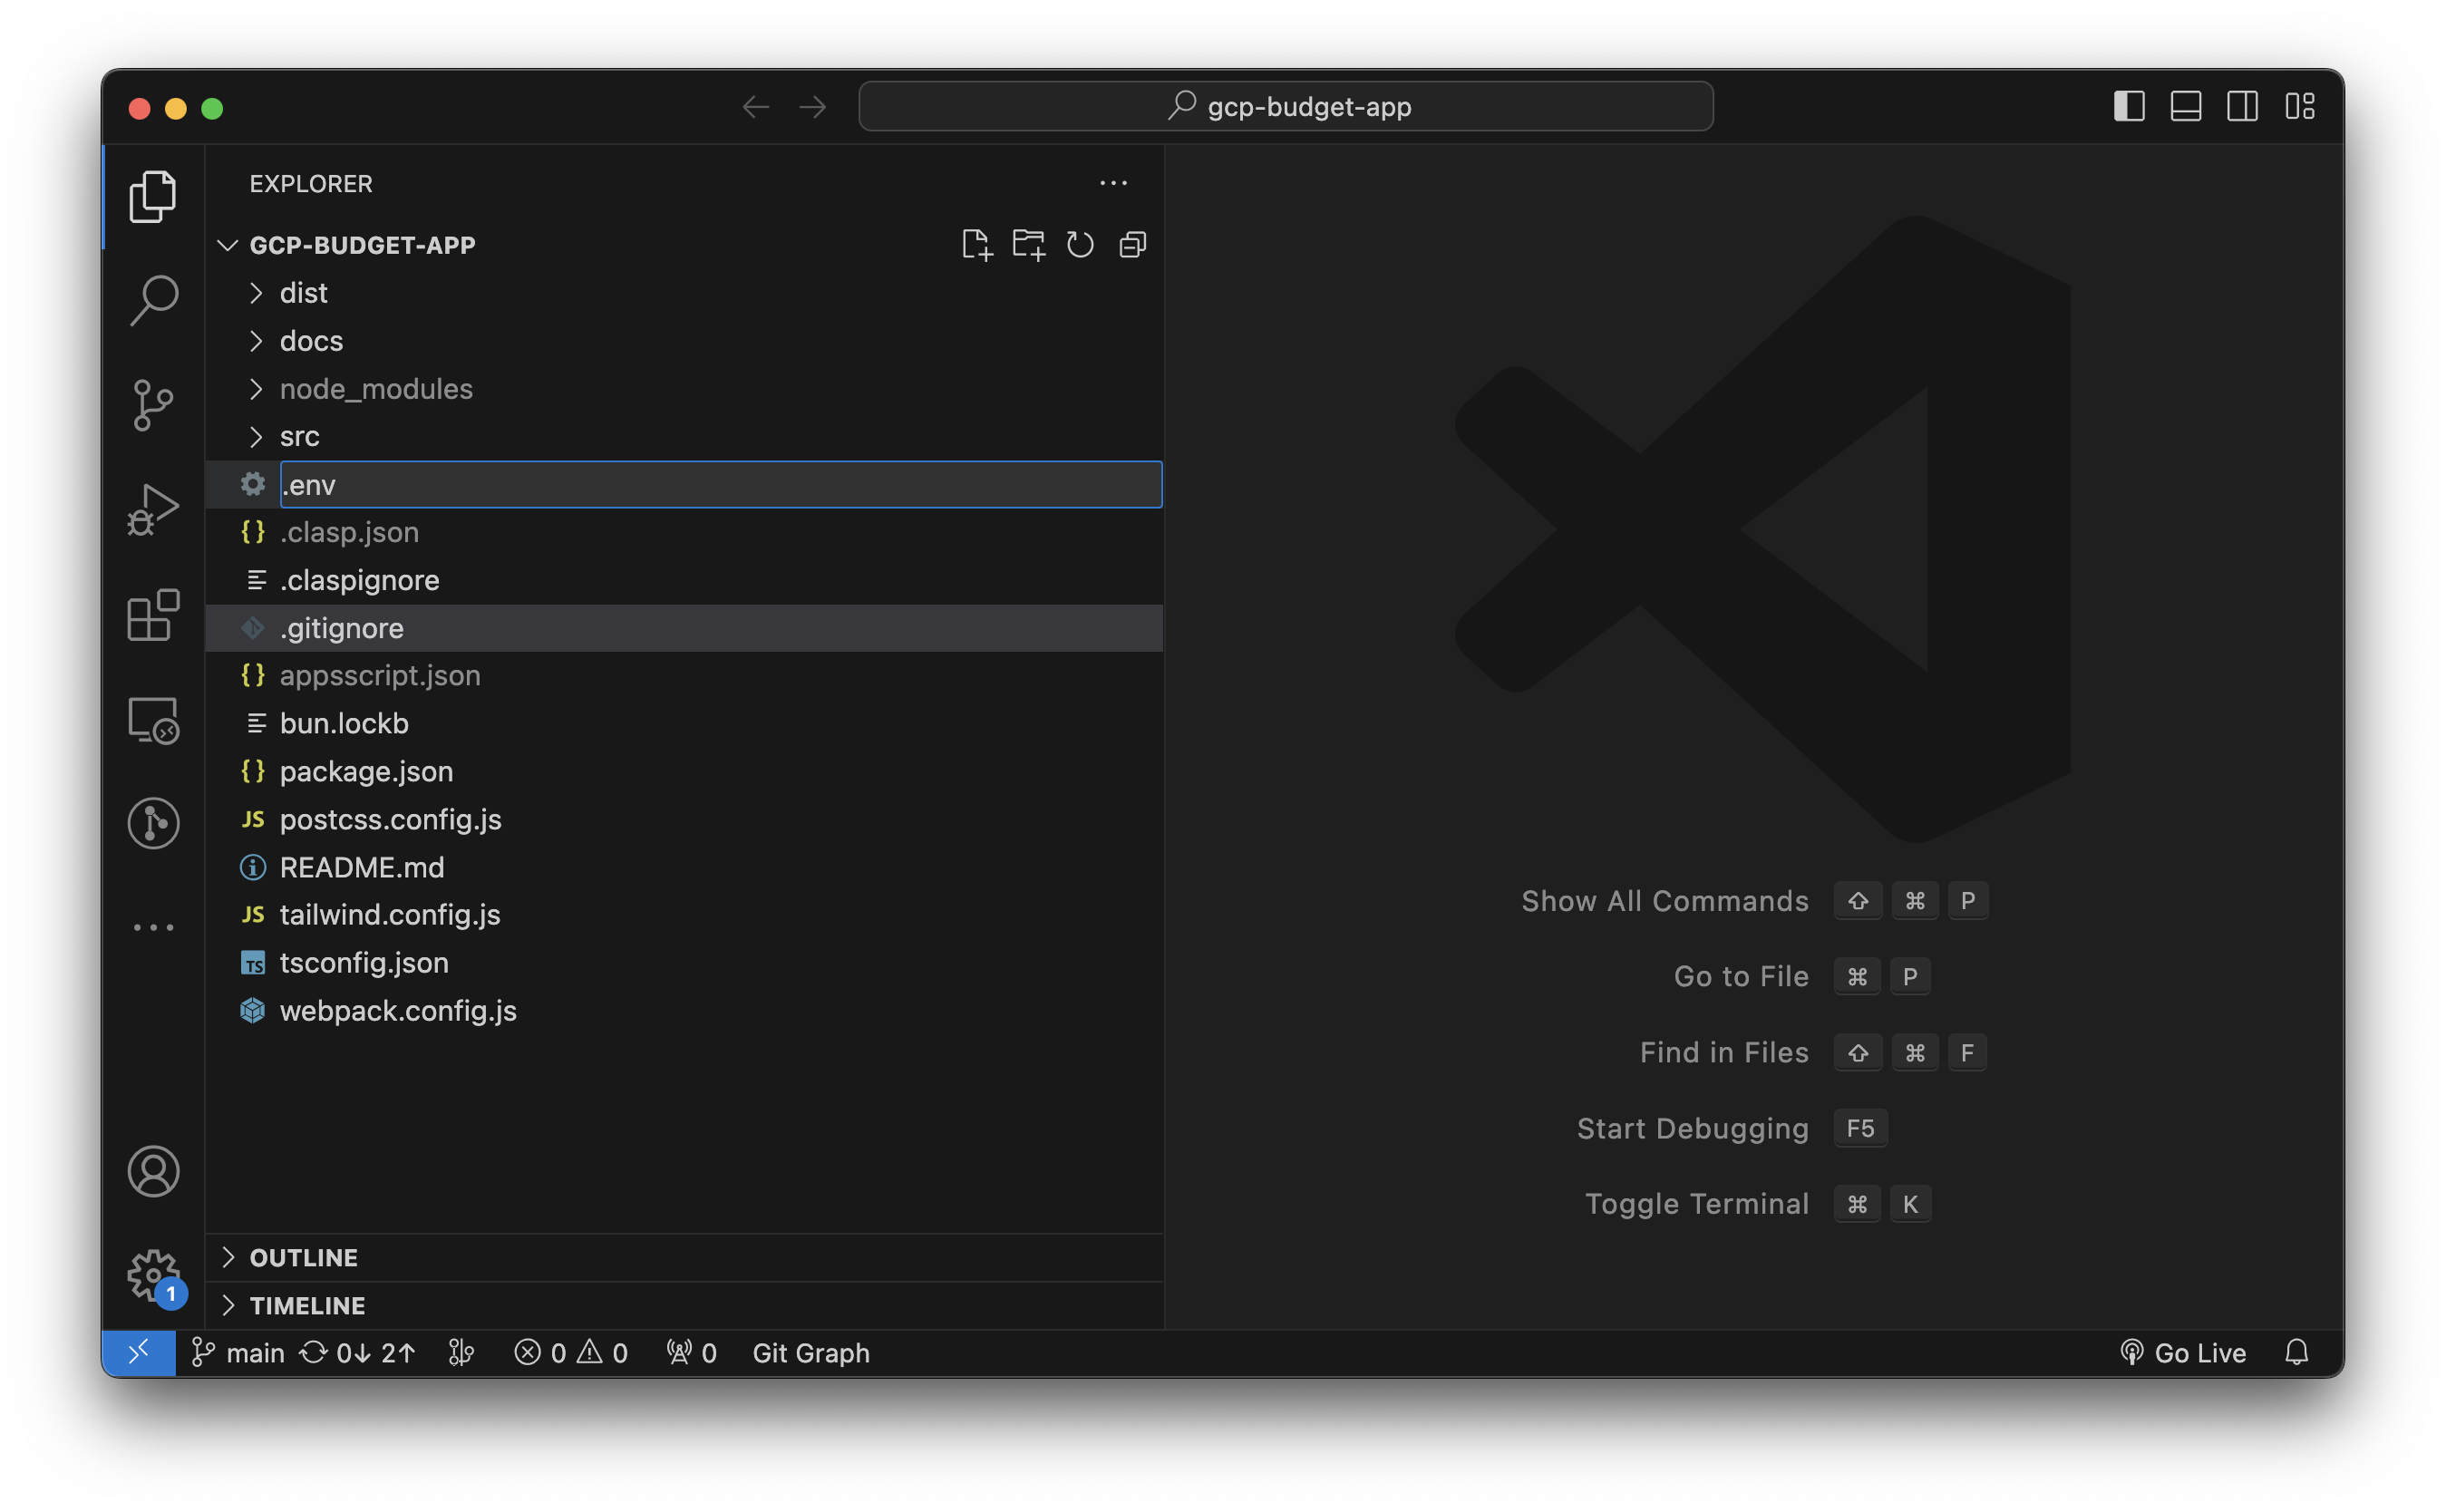 gcp-budget-app
EXPLORER
GCP-BUDGET-APP
dist
docs
node_modules
src
.env
.clasp.json
.claspignore
.gitignore
appsscript.json
bun.lockb
package.json
JS postcss.config.js
README.md
JS tailwind.config.js
TS tsconfig.json
webpack.config.js
OUTLINE
TIMELINE
Show All Commands ⇧ ⌘ P
Go to File ⌘ P
Find in Files ⇧ ⌘ F
Start Debugging F5
Toggle Terminal ⌘ K
1
main 0↓ 2↑ 0 0 0 Git Graph Go Live